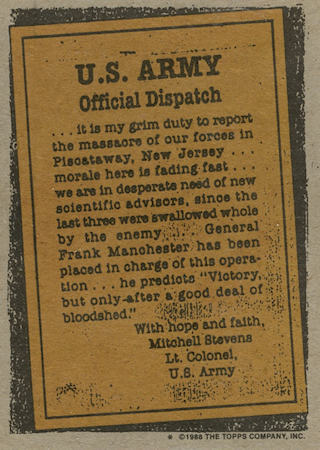 U.S. ARMY
Official Dispatch
...it is my grim duty to report
the massacre of our forces in
Piscataway, New Jersey ...
morale here is fading fast ...
we are in desperate need of new
scientific advisors, since the
last three were swallowed whole
by the enemy ... General
Frank Manchester has been
placed in charge of this opera-
tion ... he predicts "Victory,
but only after a good deal of
bloodshed."
With hope and faith,
Mitchell Stevens
Lt. Colonel,
U.S. Army
* ©1988 THE TOPPS COMPANY, INC.